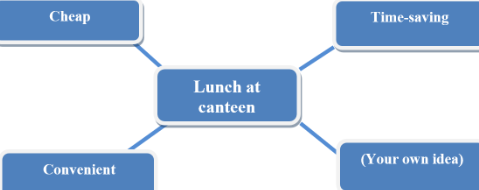 Cheap
Time-saving
Lunch at
canteen
Convenient
(Your own idea)